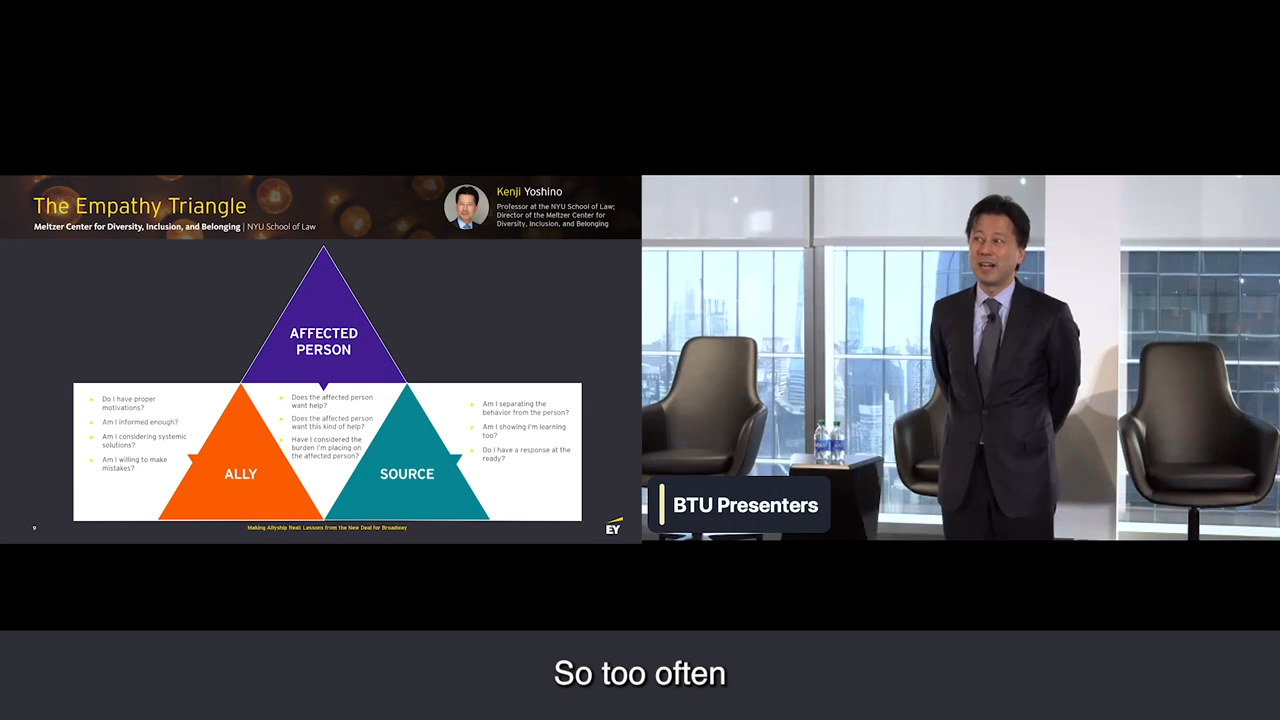 The Empathy Triangle
Meltzer Center for Diversity, Inclusion, and Belonging | NYU School of Law
Kenji Yoshino
Professor at the NYU School of Law;
Director of the Meltzer Center for
Diversity, Inclusion, and Belonging
AFFECTED
PERSON
Do I have proper
motivations?
Am I informed enough?
Am I considering systemic
solutions?
Am I willing to make
mistakes?
ALLY
Does the affected person
want help?
Does the affected person
want this kind of help?
Have I considered the
burden I'm placing on
the affected person?
SOURCE
Am I separating the
behavior from the person?
Am I showing I'm learning
too?
Do I have a response at the
ready?
9
Making Allyship Real: Lessons from the New Deal for Broadway
EY
BTU Presenters
So too often